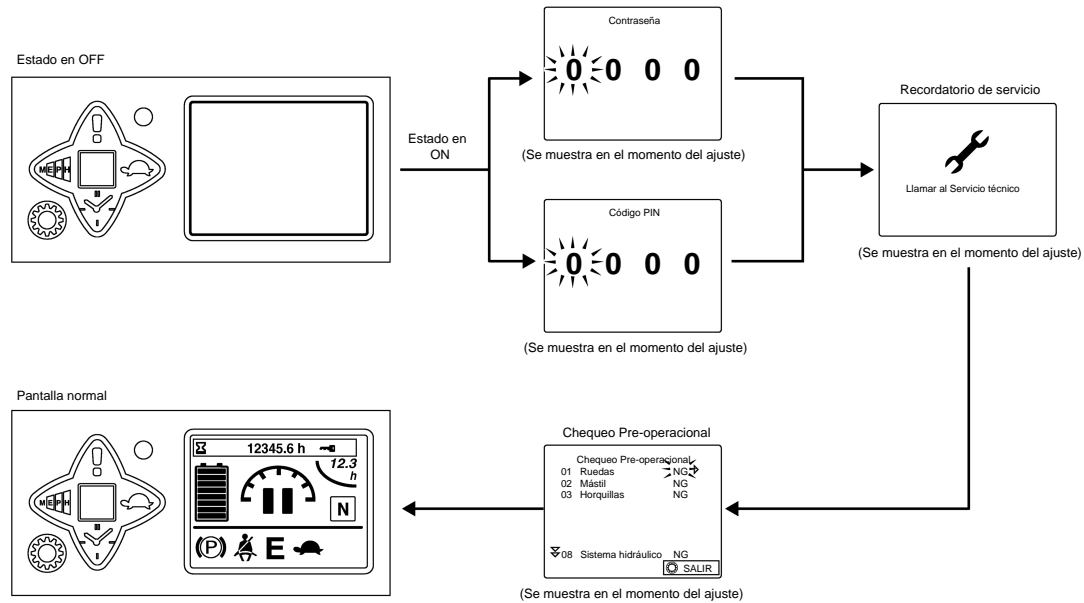 Estado en OFF
M E P H
II
I
Estado en
ON
Contraseña
0 0 0 0
(Se muestra en el momento del ajuste)
Código PIN
0 0 0 0
(Se muestra en el momento del ajuste)
Recordatorio de servicio
Llamar al Servicio técnico
(Se muestra en el momento del ajuste)
Chequeo Pre-operacional
Chequeo Pre-operacional
01 Ruedas NG
02 Mástil NG
03 Horquillas NG
08 Sistema hidráulico NG
SALIR
(Se muestra en el momento del ajuste)
Pantalla normal
M E P H
II
I
12345.6 h
12.3
h
N
(P) E